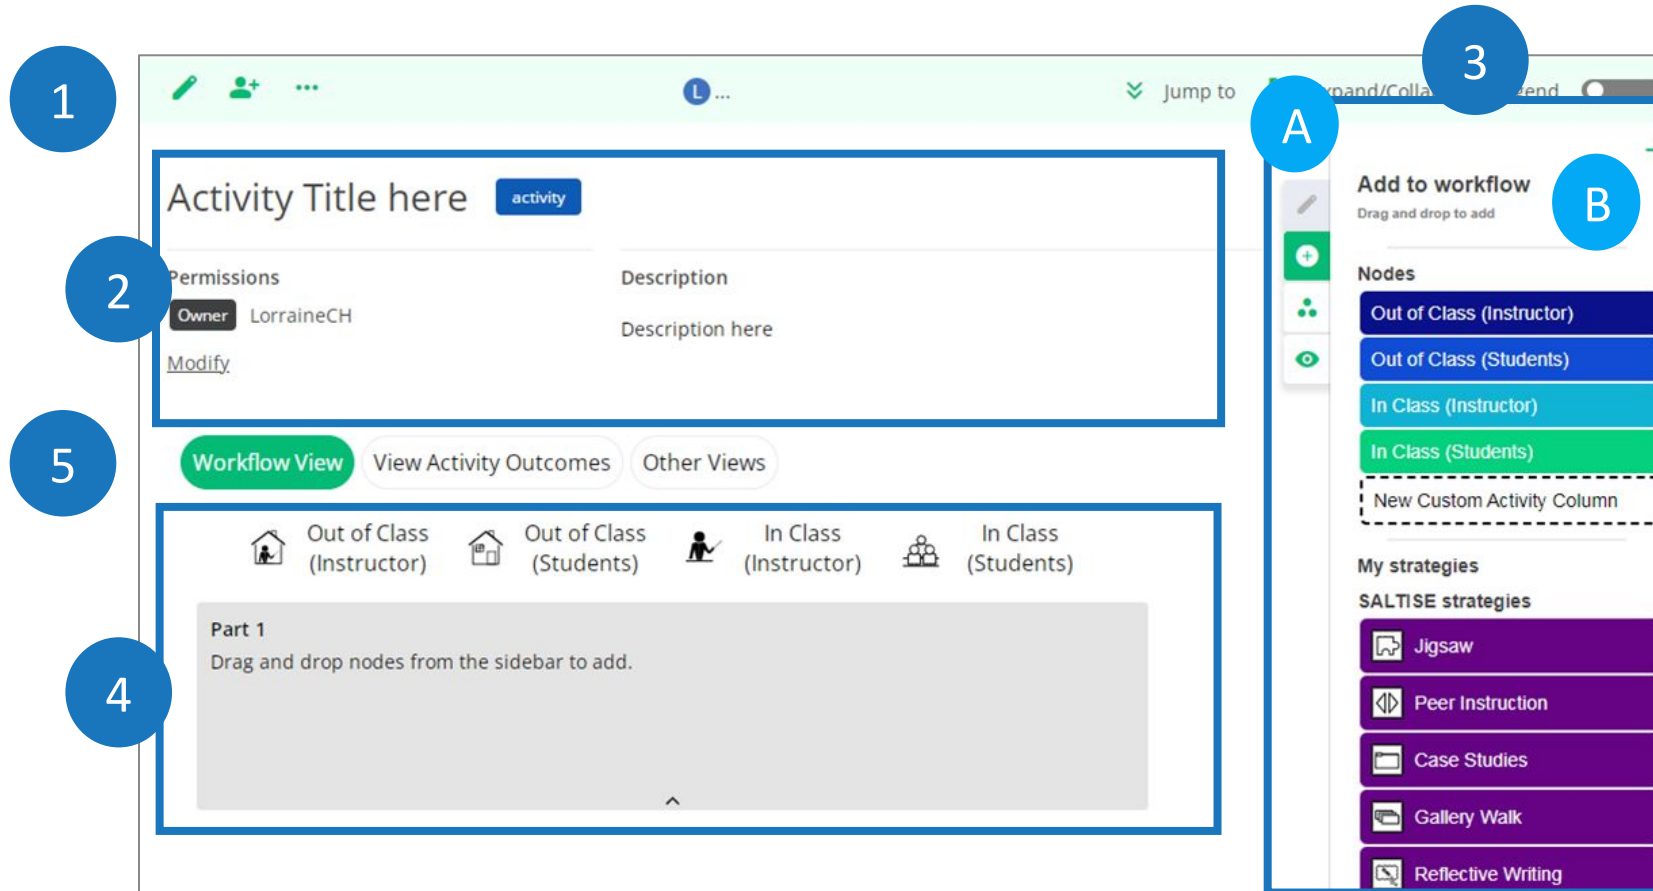 3
1
L ...
Jump to
A
Activity Title here
activity
Add to workflow
Drag and drop to add
B
2
Permissions
Description
Nodes
Owner LorraineCH
Description here
Out of Class (Instructor)
Modify
Out of Class (Students)
In Class (Instructor)
In Class (Students)
5
Workflow View
View Activity Outcomes
Other Views
New Custom Activity Column
Out of Class
(Instructor)
Out of Class
(Students)
In Class
(Instructor)
In Class
(Students)
My strategies
SALTISE strategies
4
Part 1
Drag and drop nodes from the sidebar to add.
Jigsaw
Peer Instruction
Case Studies
Gallery Walk
Reflective Writing